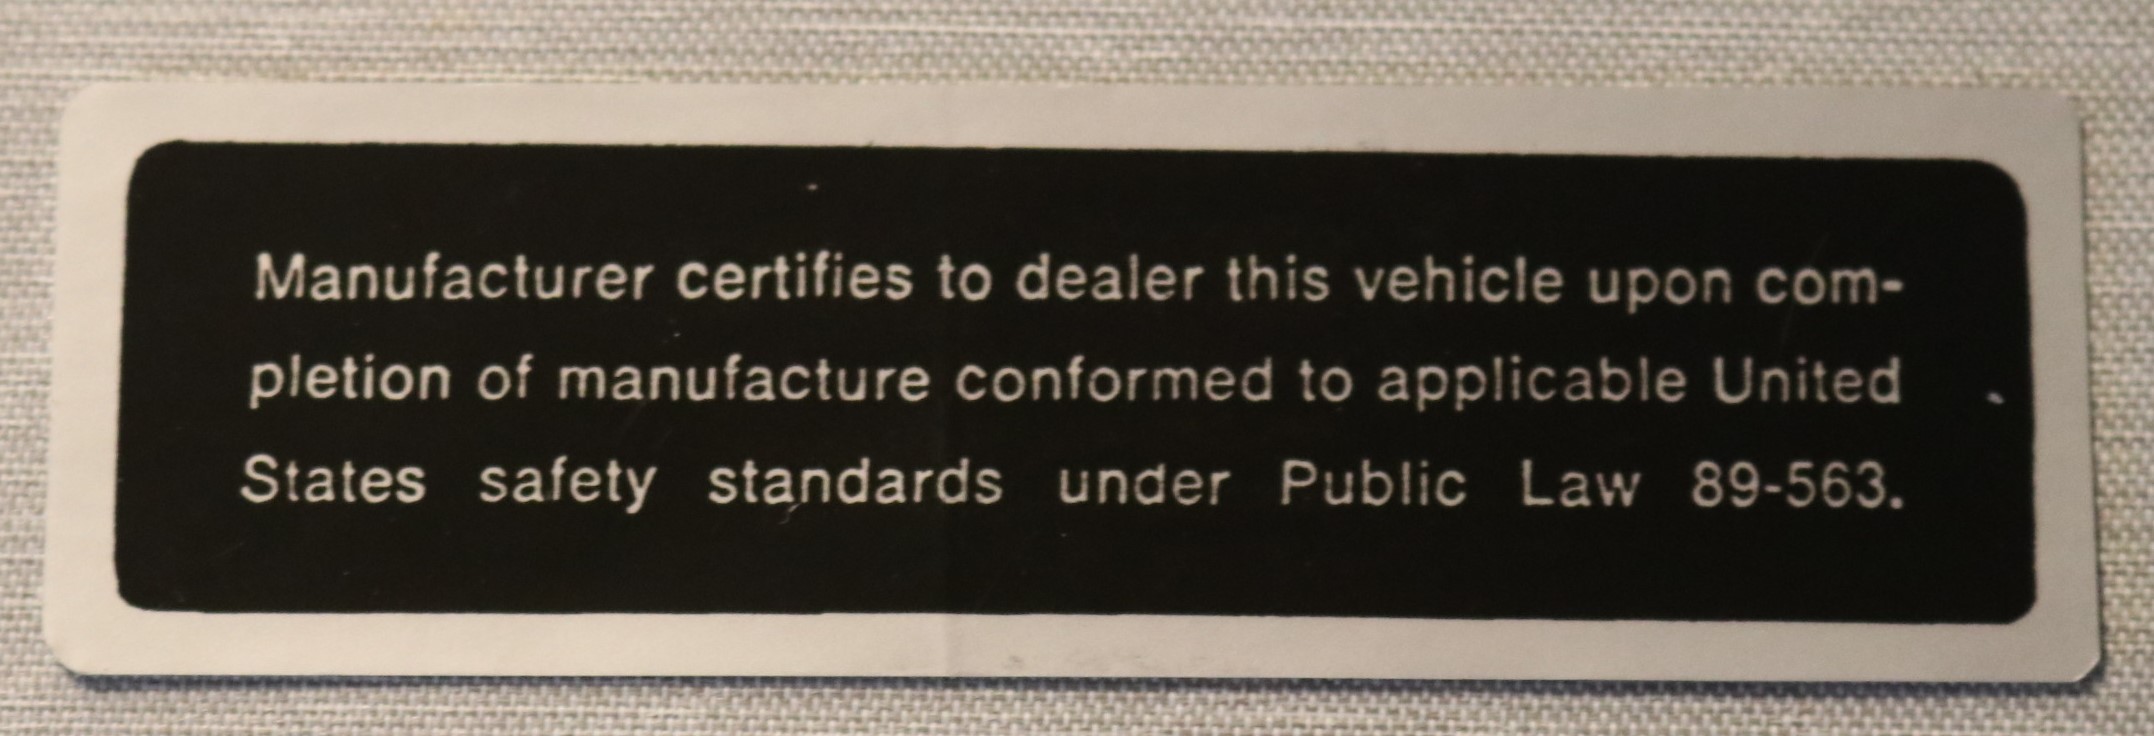 Manufacturer certifies to dealer this vehicle upon com-
pletion of manufacture conformed to applicable United
States safety standards under Public Law 89-563.